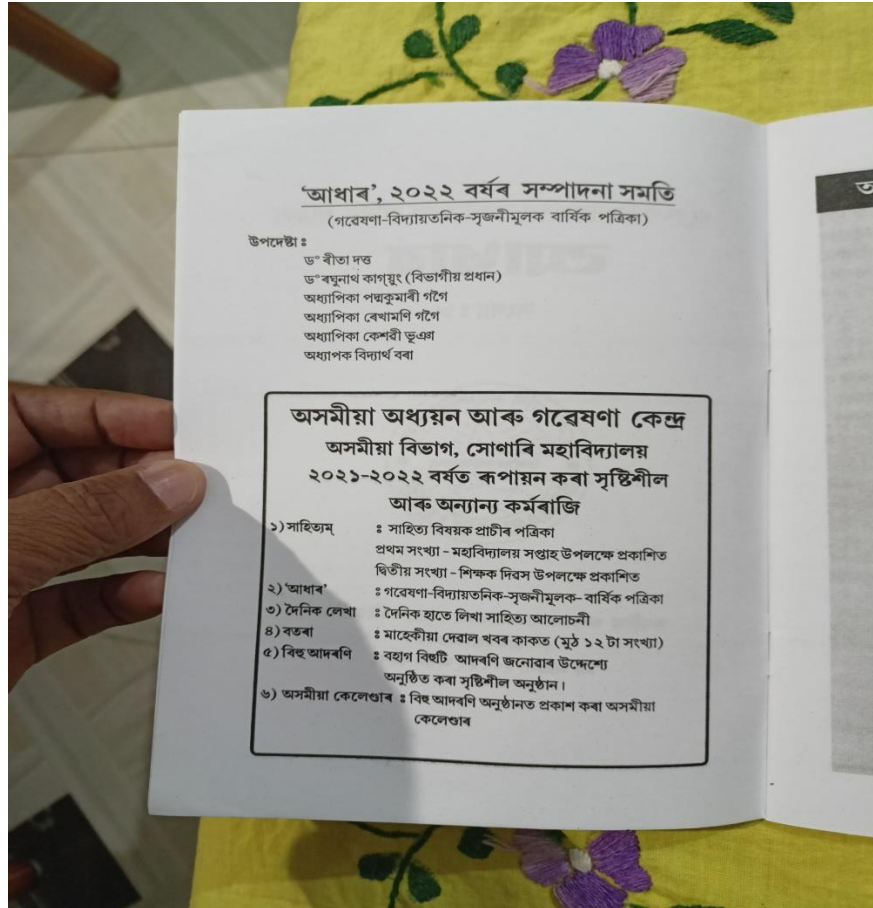 ‘আধাৰ’, ২০২২ বৰ্ষৰ সম্পাদনা সমতি
(গৱেষণা-বিদ্যায়তনিক-সৃজনীমূলক বাৰ্ষিক পত্রিকা)
উপদেষ্টা ঃ
ড° ৰীতা দত্ত
ড° ৰঘুনাথ কাগয়ুং (বিভাগীয় প্ৰধান)
অধ্যাপিকা পদ্মকুমাৰী গগৈ
অধ্যাপিকা ৰেখামণি গগৈ
অধ্যাপিকা কেশৱী ভূঞা
অধ্যাপক বিদ্যাৰ্থ বৰা
অসমীয়া অধ্যয়ন আৰু গৱেষণা কেন্দ্ৰ
অসমীয়া বিভাগ, সোণাৰি মহাবিদ্যালয়
২০২১-২০২২ বৰ্ষত ৰূপায়ন কৰা সৃষ্টিশীল
আৰু অন্যান্য কৰ্মৰাজি
১) সাহিত্যম্ ঃ সাহিত্য বিষয়ক প্ৰাচীৰ পত্রিকা
প্ৰথম সংখ্যা - মহাবিদ্যালয় সপ্তাহ উপলক্ষে প্ৰকাশিত
দ্বিতীয় সংখ্যা - শিক্ষক দিৱস উপলক্ষে প্ৰকাশিত
২) ‘আধাৰ’ ঃ গৱেষণা-বিদ্যায়তনিক-সৃজনীমূলক- বাৰ্ষিক পত্রিকা
৩) দৈনিক লেখা ঃ দৈনিক হাতে লিখা সাহিত্য আলোচনী
৪) বতৰা ঃ মাহেকীয়া দেৱাল খবৰ কাকত (মুঠ ১২ টা সংখ্যা)
৫) বিহু আদৰণি ঃ বহাগ বিহুটি আদৰণি জনোৱাৰ উদ্দেশ্যে
অনুষ্ঠিত কৰা সৃষ্টিশীল অনুষ্ঠান।
৬) অসমীয়া কেলেণ্ডাৰ ঃ বিহু আদৰণি অনুষ্ঠানত প্ৰকাশ কৰা অসমীয়া
কেলেণ্ডাৰ